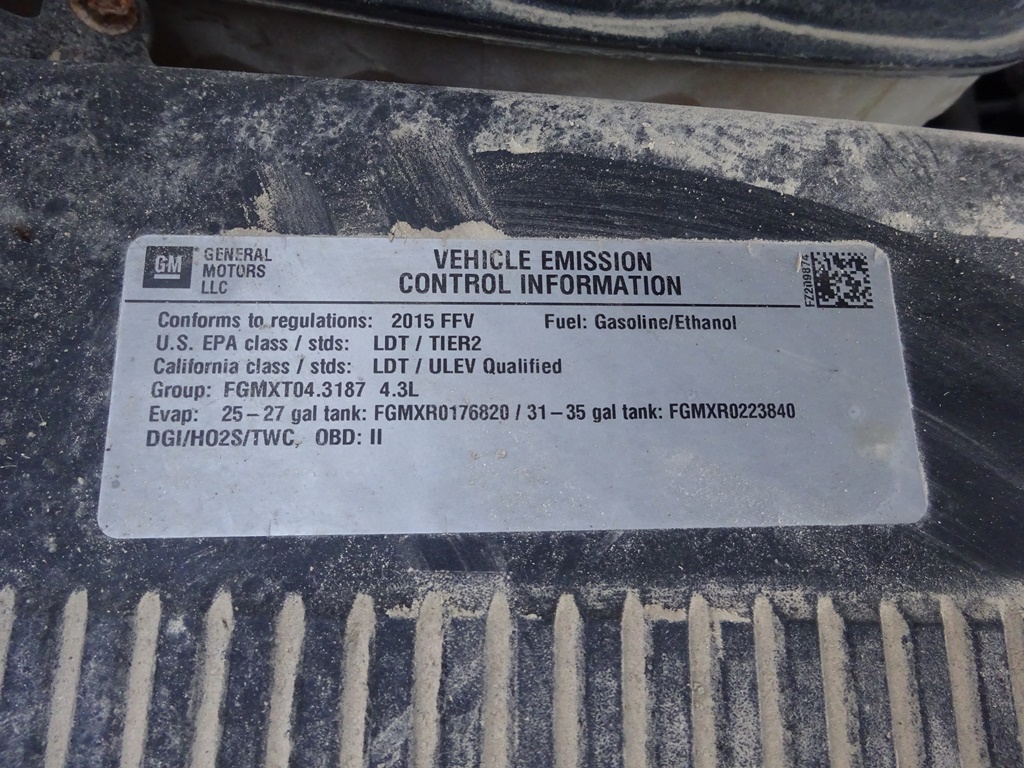 GM
GENERAL
MOTORS
LLC
VEHICLE EMISSION
CONTROL INFORMATION
FZ209874
Conforms to regulations: 2015 FFV Fuel: Gasoline/Ethanol
U.S. EPA class / stds: LDT / TIER2
California class / stds: LDT / ULEV Qualified
Group: FGMXT04.3187 4.3L
Evap: 25 – 27 gal tank: FGMXR0176820 / 31 – 35 gal tank: FGMXR0223840
DGI/HO2S/TWC, OBD: II